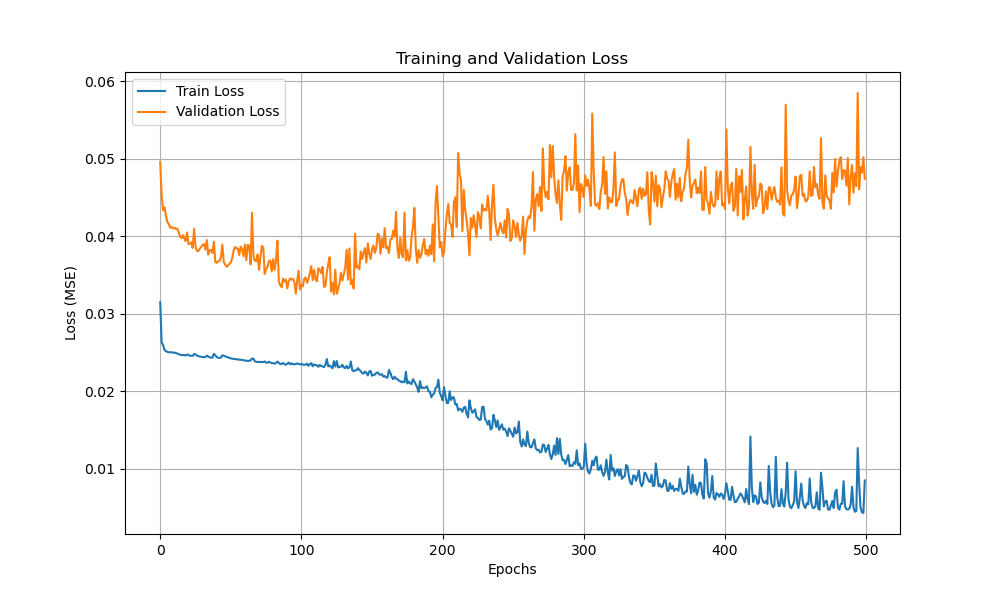 Training and Validation Loss
Train Loss
Validation Loss
0.06
0.05
0.04
0.03
0.02
0.01
Loss (MSE)
0 100 200 300 400 500
Epochs